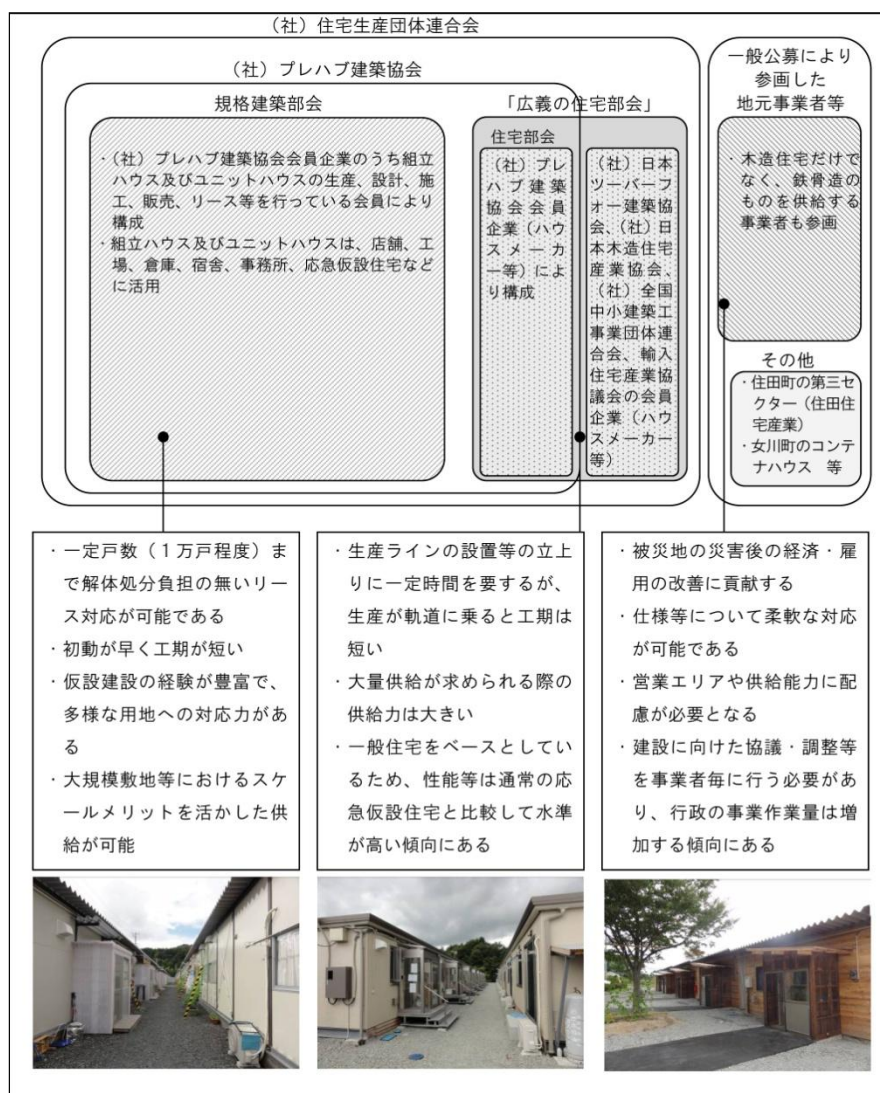 （社）住宅生産団体連合会
（社）プレハブ建築協会
規格建築部会
・（社）プレハブ建築協会会員企業のうち組立
ハウス及びユニットハウスの生産、設計、施
工、販売、リース等を行っている会員により
構成
・組立ハウス及びユニットハウスは、店舗、工
場、倉庫、宿舎、事務所、応急仮設住宅など
に活用
「広義の住宅部会」
住宅部会
（社）プレ
ハブ建築
協会会員
企業（ハウ
スメーカ
ー等）によ
り構成
（社）日本
ツーバーフ
ォー建築協
会、（社）日
本木造住宅
産業協会、
（社）全国
中小建築工
事業団体連
合会、輸入
住宅産業協
議会の会員
企業（ハウ
スメーカー
等）
一般公募により
参画した
地元事業者等
・木造住宅だけで
なく、鉄骨造の
ものを供給する
事業者も参画
その他
・住田町の第三セ
クター（住田住
宅産業）
・女川町のコンテ
ナハウス　等
・一定戸数（１万戸程度）ま
で解体処分負担の無いリー
ス対応が可能である
・初動が早く工期が短い
・仮設建設の経験が豊富で、
多様な用地への対応力があ
る
・大規模敷地等におけるスケ
ールメリットを活かした供
給が可能
・生産ラインの設置等の立上
りに一定時間を要するが、
生産が軌道に乗ると工期は
短い
・大量供給が求められる際の
供給力は大きい
・一般住宅をベースとしてい
るため、性能等は通常の応
急仮設住宅と比較して水準
が高い傾向にある
・被災地の災害後の経済・雇
用の改善に貢献する
・仕様等について柔軟な対応
が可能である
・営業エリアや供給能力に配
慮が必要となる
・建設に向けた協議・調整等
を事業者毎に行う必要があ
り、行政の事業作業量は増
加する傾向にある